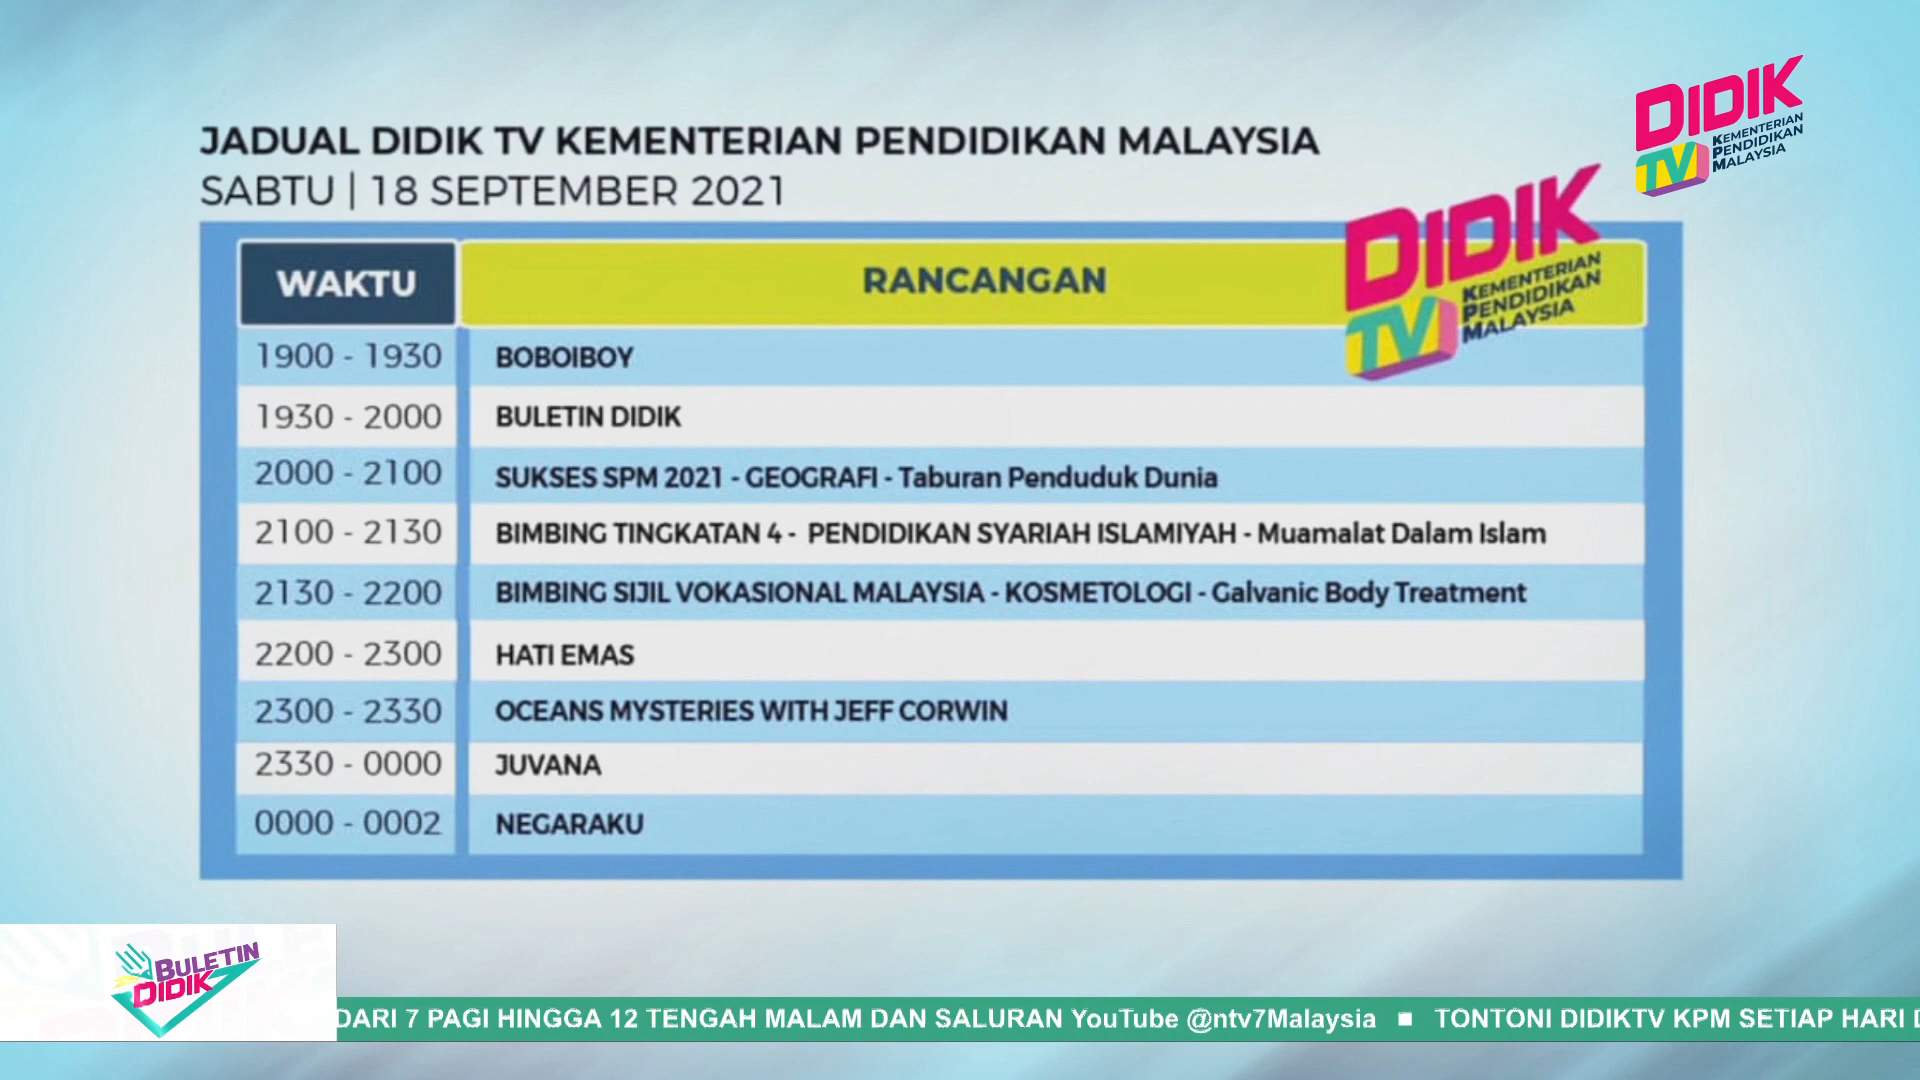 DIDIK
TV
KEMENTERIAN
PENDIDIKAN
MALAYSIA
JADUAL DIDIK TV KEMENTERIAN PENDIDIKAN MALAYSIA
SABTU | 18 SEPTEMBER 2021
DIDIK
TV
KEMENTERIAN
PENDIDIKAN
MALAYSIA
WAKTU RANCANGAN
1900 - 1930 BOBOIBOY
1930 - 2000 BULETIN DIDIK
2000 - 2100 SUKSES SPM 2021 - GEOGRAFI - Taburan Penduduk Dunia
2100 - 2130 BIMBING TINGKATAN 4 - PENDIDIKAN SYARIAH ISLAMIYAH - Muamalat Dalam Islam
2130 - 2200 BIMBING SIJIL VOKASIONAL MALAYSIA - KOSMETOLOGI - Galvanic Body Treatment
2200 - 2300 HATI EMAS
2300 - 2330 OCEANS MYSTERIES WITH JEFF CORWIN
2330 - 0000 JUVANA
0000 - 0002 NEGARAKU
BULETIN
DIDIK
DARI 7 PAGI HINGGA 12 TENGAH MALAM DAN SALURAN YouTube @ntv7Malaysia ■ TONTONI DIDIKTV KPM SETIAP HARI